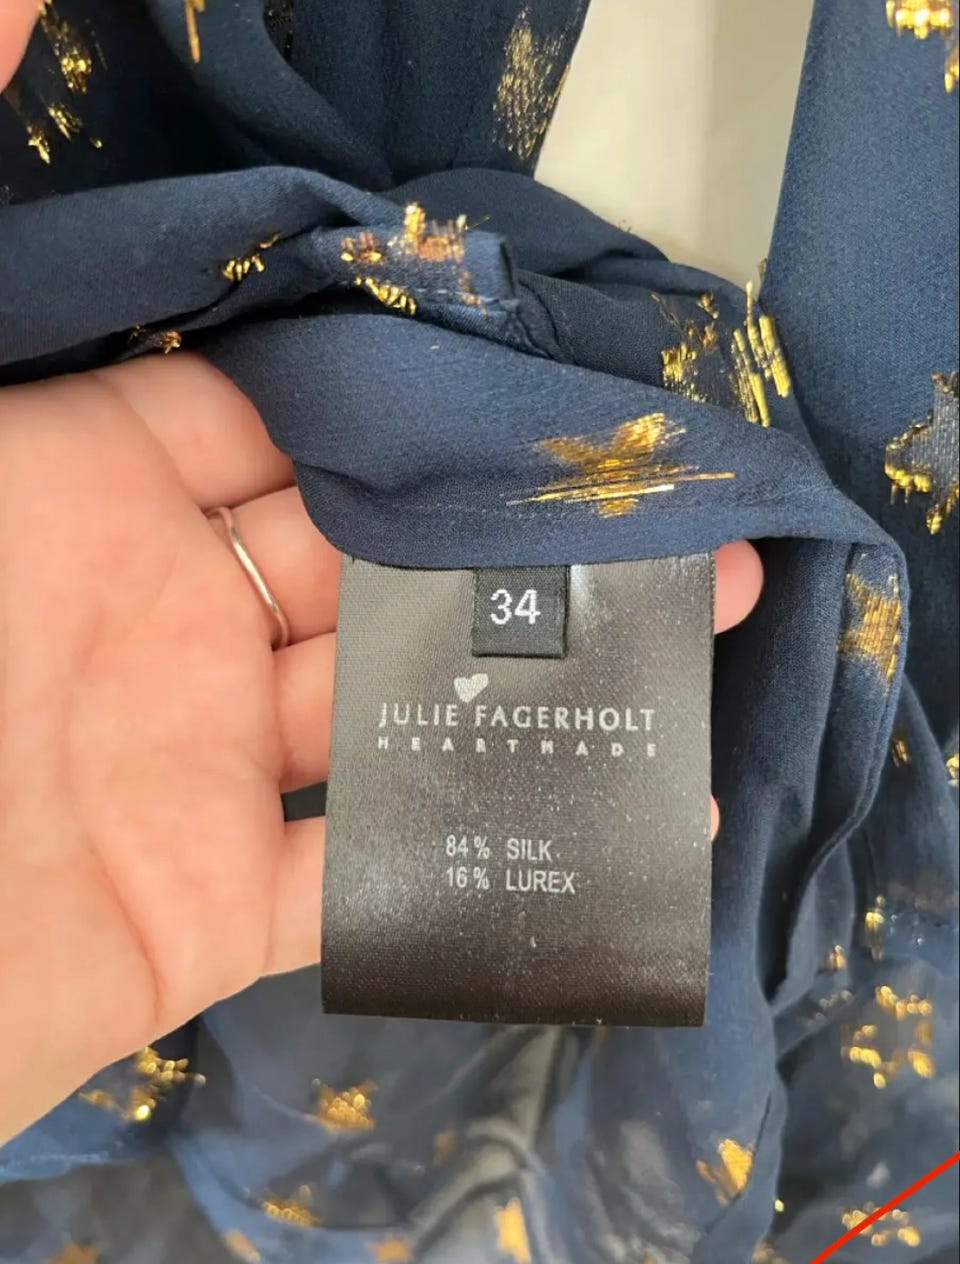 34
JULIE FAGERHOLT
HEARTMADE
84% SILK
16% LUREX